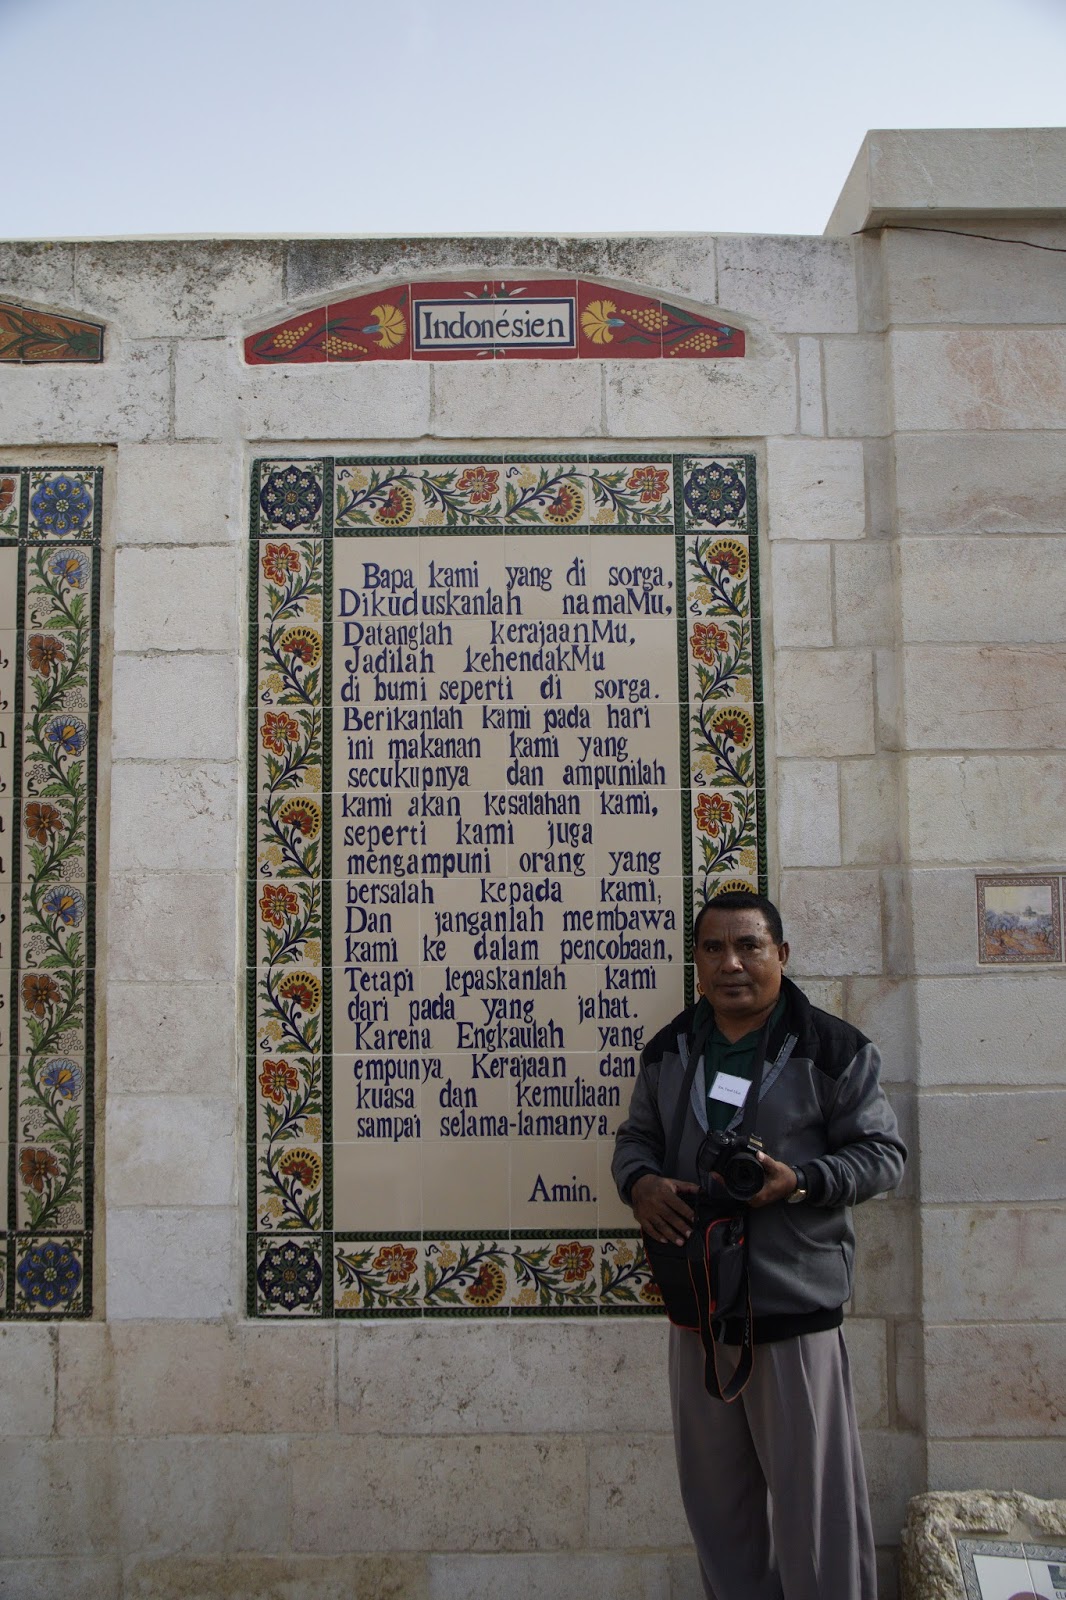 Indonésien
Bapa kami yang di sorga,
Dikuduskanlah namaMu,
Datanglah kerajaanMu,
Jadilah kehendakMu
di bumi seperti di sorga.
Berikanlah kami pada hari
ini makanan kami yang
secukupnya dan ampunilah
kami akan kesalahan kami,
seperti kami juga
mengampuni orang yang
bersalah kepada kami,
Dan janganlah membawa
kami ke dalam pencobaan,
Tetapi lepaskanlah kami
dari pada yang jahat.
Karena Engkaulah yang
empunya Kerajaan dan
kuasa dan kemuliaan
sampai selama-lamanya.
Amin.